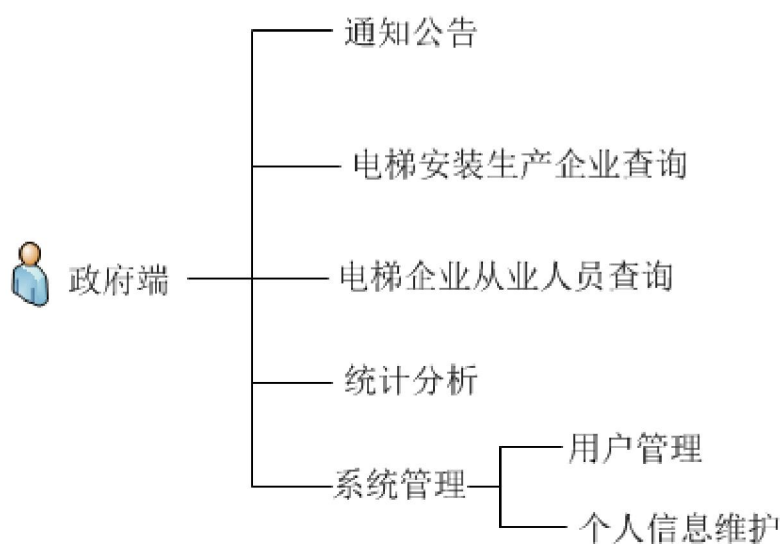 通知公告
电梯安装生产企业查询
政府端
电梯企业从业人员查询
统计分析
系统管理
用户管理
个人信息维护